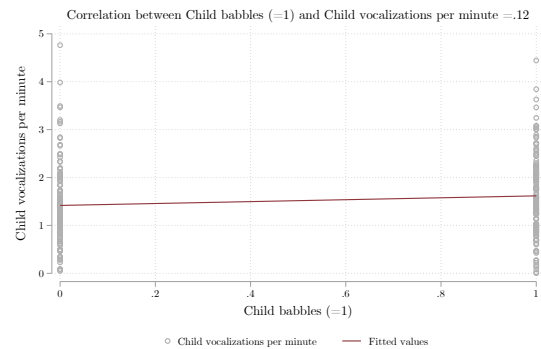 Correlation between Child babbles (=1) and Child vocalizations per minute =.12
Child vocalizations per minute
5
4
3
2
1
0
0 .2 .4 .6 .8 1
Child babbles (=1)
Child vocalizations per minute Fitted values